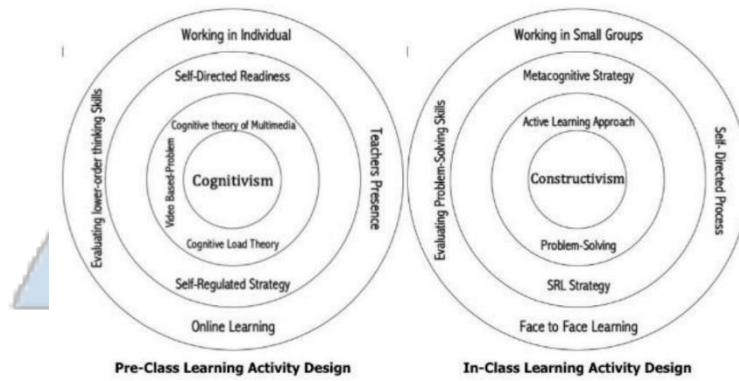 Working in Individual
Self-Directed Readiness
Cognitive theory of Multimedia
Evaluating lower-order thinking Skills
Video Based-Problem
Cognitivism
Teachers Presence
Cognitive Load Theory
Self-Regulated Strategy
Online Learning
Pre-Class Learning Activity Design
Working in Small Groups
Metacognitive Strategy
Active Learning Approach
Evaluating Problem-Solving Skills
Constructivism
Self- Directed Process
Problem-Solving
SRL Strategy
Face to Face Learning
In-Class Learning Activity Design